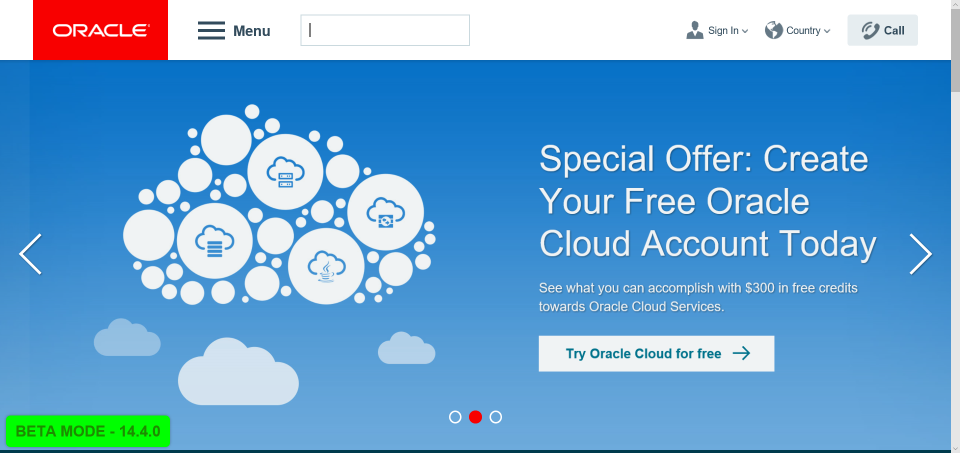 ORACLE
Menu
Sign In
Country
Call
Special Offer: Create
Your Free Oracle
Cloud Account Today
See what you can accomplish with $300 in free credits
towards Oracle Cloud Services.
Try Oracle Cloud for free
BETA MODE - 14.4.0